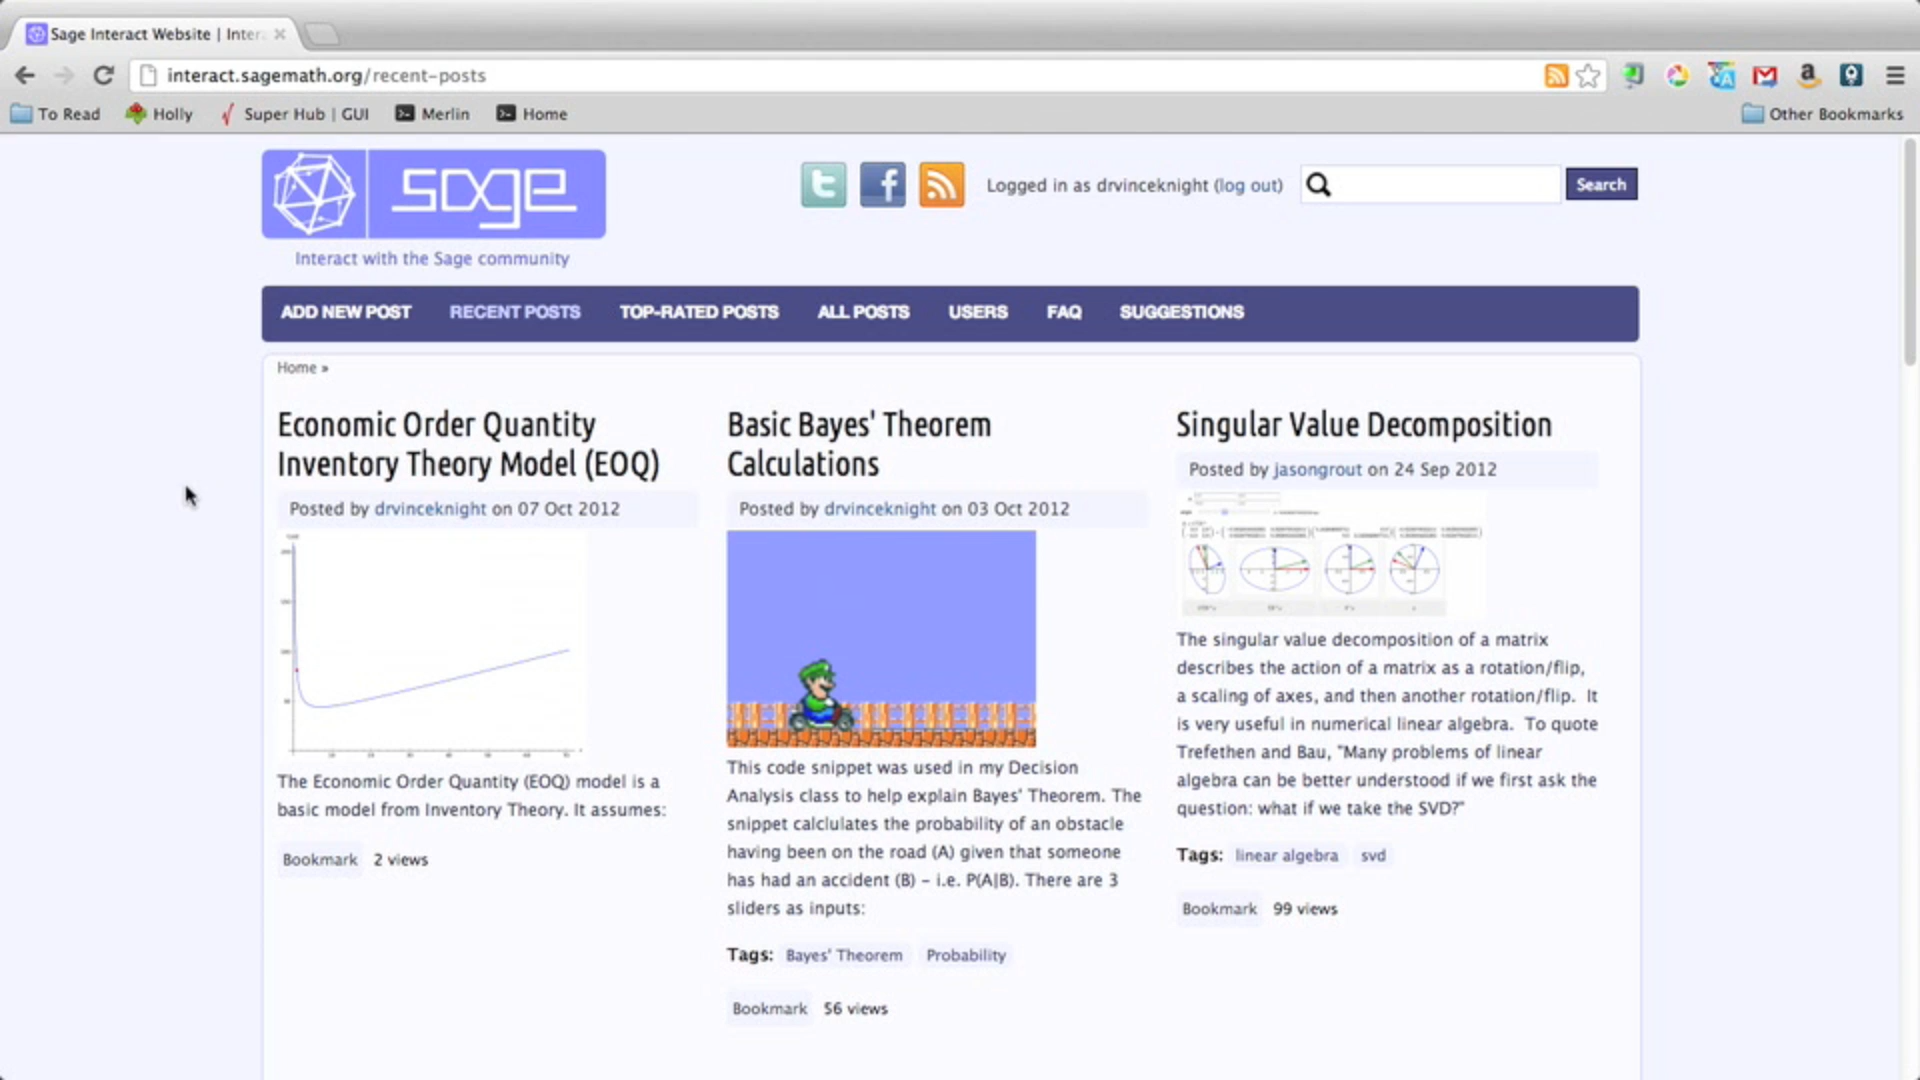 Sage Interact Website | Inter
interact.sagemath.org/recent-posts
To Read
Holly
Super Hub | GUI
Merlin
Home
Other Bookmarks
sage
Interact with the Sage community
Logged in as drvinceknight (log out)
Search
ADD NEW POST
RECENT POSTS
TOP-RATED POSTS
ALL POSTS
USERS
FAQ
SUGGESTIONS
Home »
Economic Order Quantity
Inventory Theory Model (EOQ)
Posted by drvinceknight on 07 Oct 2012
The Economic Order Quantity (EOQ) model is a
basic model from Inventory Theory. It assumes:
Bookmark 2 views
Basic Bayes' Theorem
Calculations
Posted by drvinceknight on 03 Oct 2012
This code snippet was used in my Decision
Analysis class to help explain Bayes' Theorem. The
snippet calclulates the probability of an obstacle
having been on the road (A) given that someone
has had an accident (B) – i.e. P(A|B). There are 3
sliders as inputs:
Tags: Bayes' Theorem Probability
Bookmark 56 views
Singular Value Decomposition
Posted by jasongrout on 24 Sep 2012
The singular value decomposition of a matrix
describes the action of a matrix as a rotation/flip,
a scaling of axes, and then another rotation/flip. It
is very useful in numerical linear algebra. To quote
Trefethen and Bau, "Many problems of linear
algebra can be better understood if we first ask the
question: what if we take the SVD?"
Tags: linear algebra svd
Bookmark 99 views